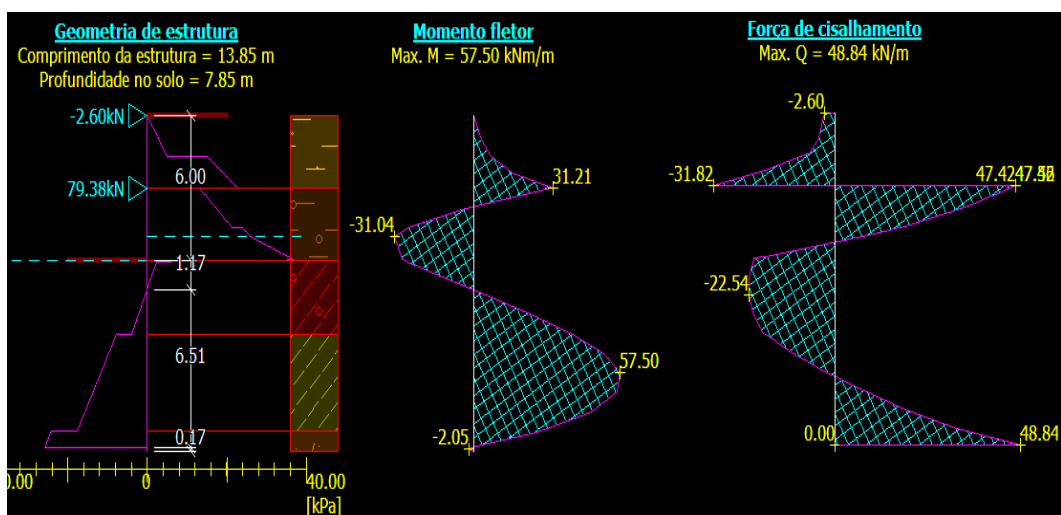 Geometria de estrutura
Comprimento da estrutura = 13.85 m
Profundidade no solo = 7.85 m
-2.60kN
79.38kN
6.00
1.17
6.51
0.17
0
40.00
[kPa]
Momento fletor
Max. M = 57.50 kNm/m
31.21
-31.04
57.50
-2.05
Força de cisalhamento
Max. Q = 48.84 kN/m
-2.60
-31.82
47.42
-22.54
0.00
48.84